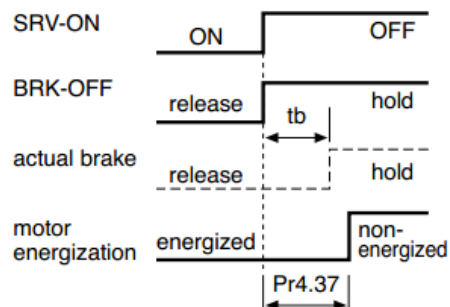 SRV-ON
ON
OFF
BRK-OFF
release
tb
hold
actual brake
release
hold
motor
energization
energized
non-
energized
Pr4.37